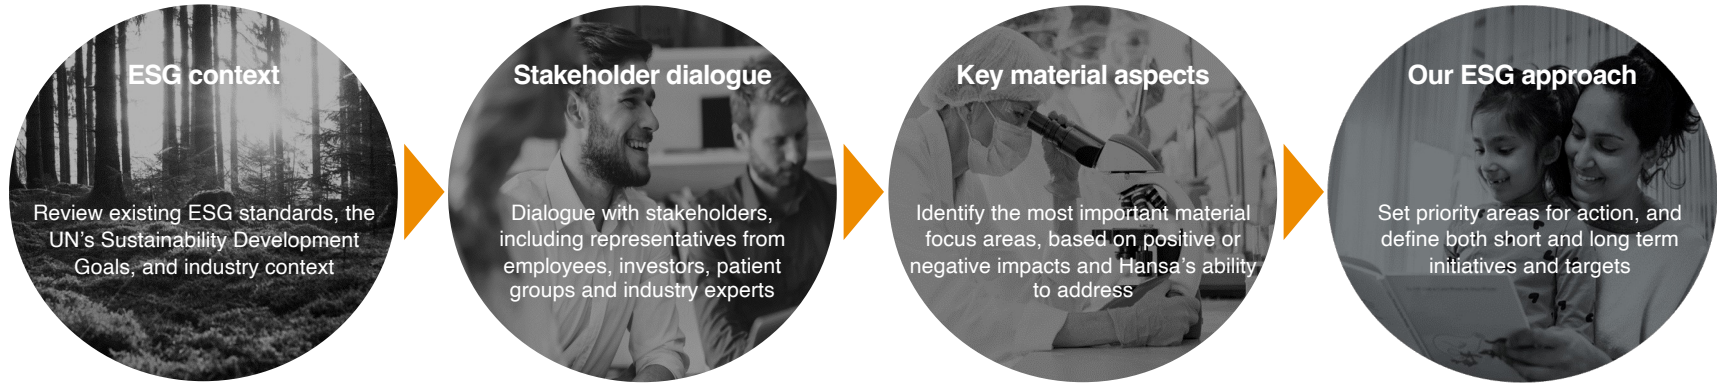 ESG context
Review existing ESG standards, the
UN's Sustainability Development
Goals, and industry context
Stakeholder dialogue
Dialogue with stakeholders,
including representatives from
employees, investors, patient
groups and industry experts
Key material aspects
Identify the most important material
focus areas, based on positive or
negative impacts and Hansa's ability
to address
Our ESG approach
Set priority areas for action, and
define both short and long term
initiatives and targets